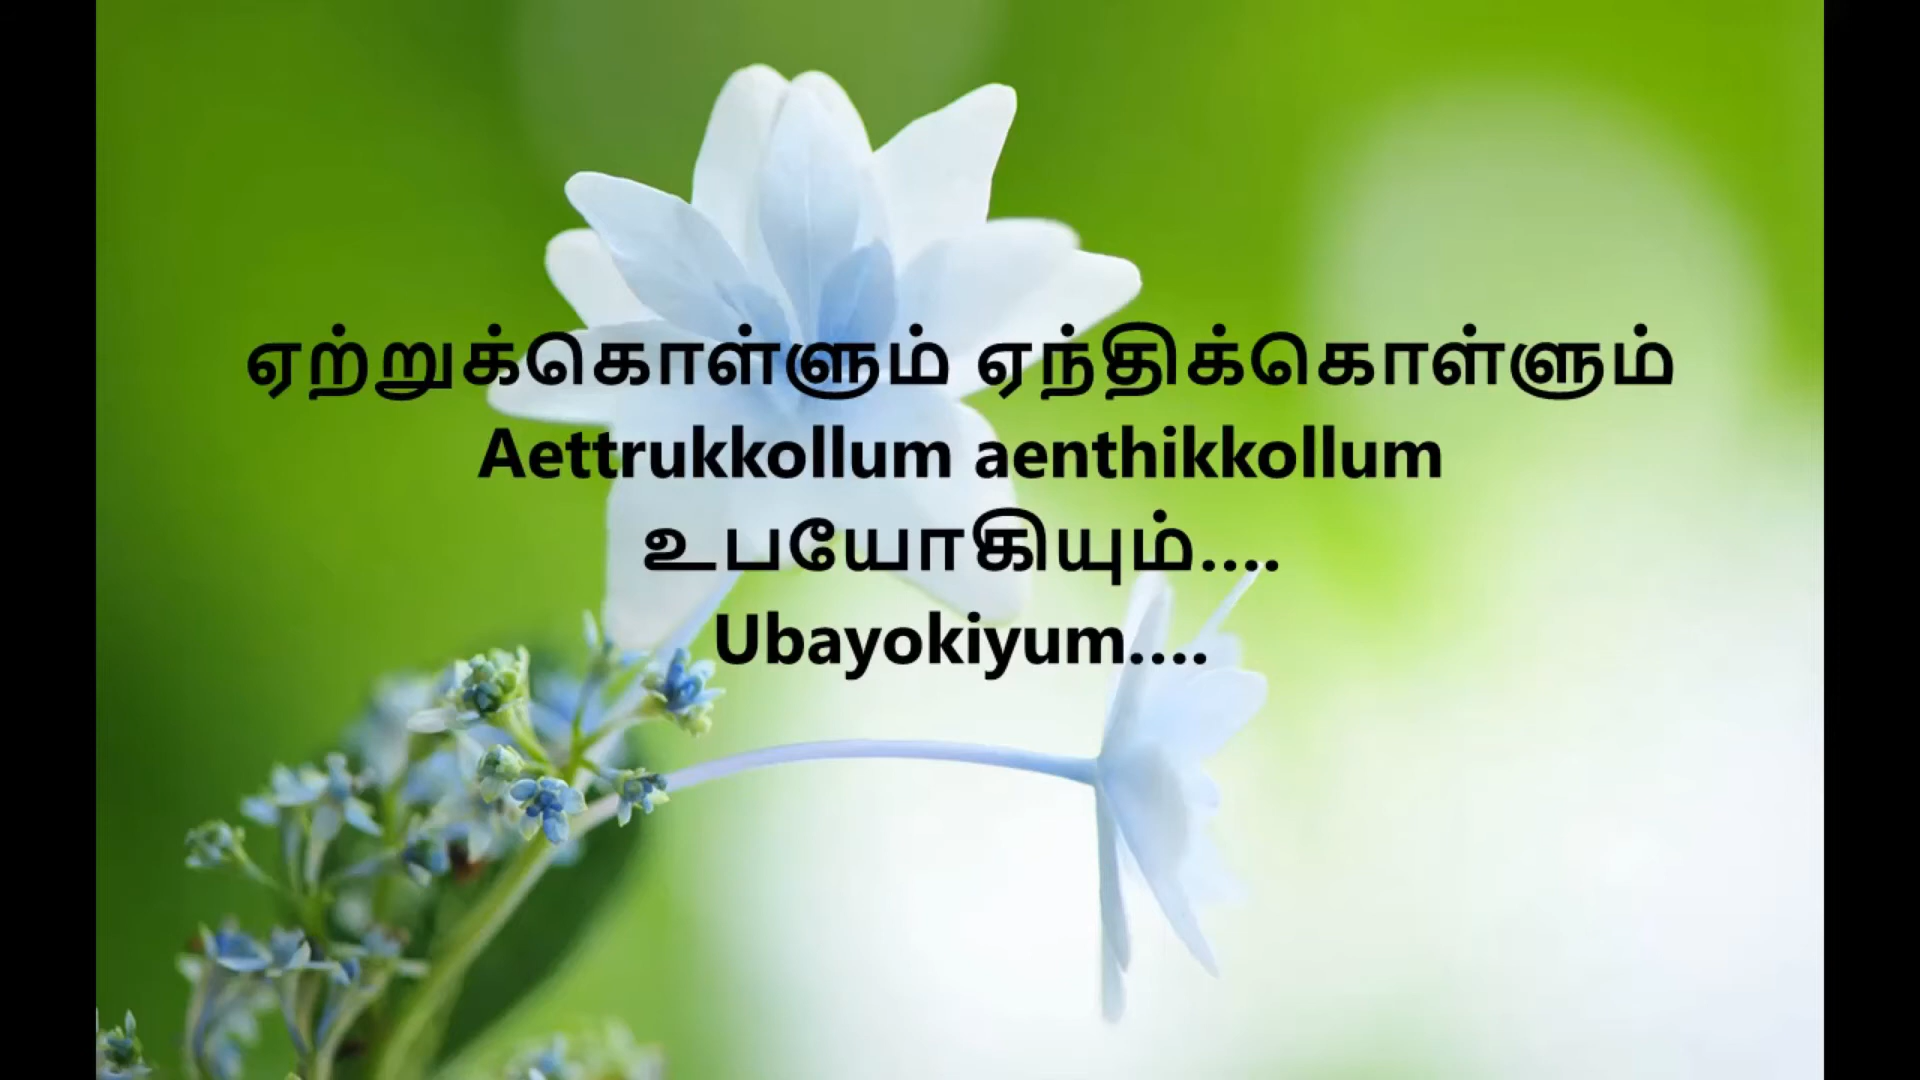 ஏற்றுக்கொள்ளும் ஏந்திக்கொள்ளும்
Aettrukkollum aenthikkollum
உபயோகியும்....
Ubayokiyum....